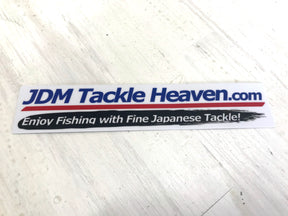 JDM Tackle Heaven.com
Enjoy Fishing with Fine Japanese Tackle!